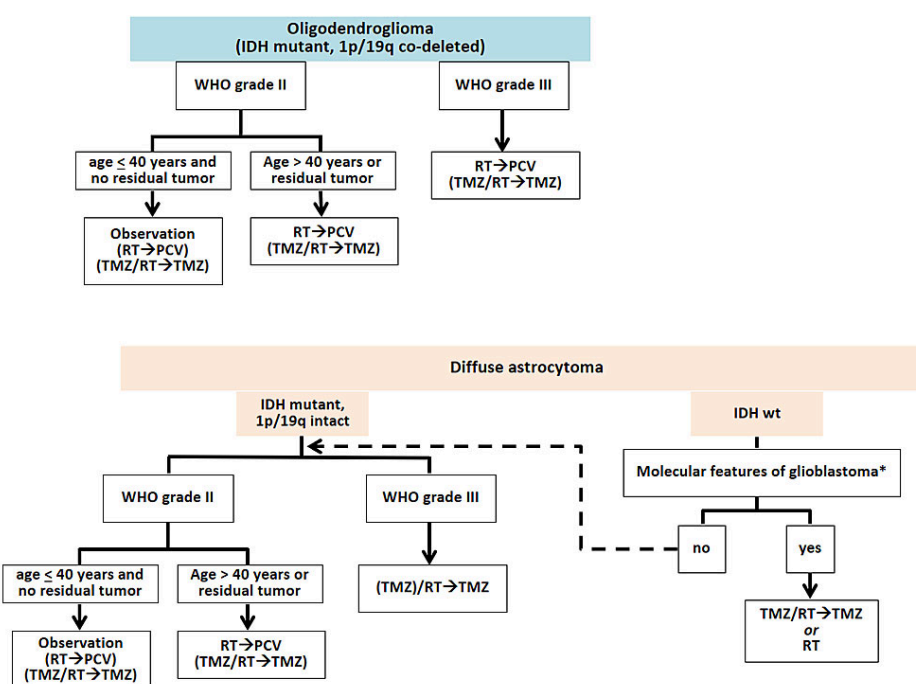 Oligodendroglioma
(IDH mutant, 1p/19q co-deleted)
WHO grade II
WHO grade III
age ≤ 40 years and
no residual tumor
Age > 40 years or
residual tumor
RT→PCV
(TMZ/RT→TMZ)
Observation
(RT→PCV)
(TMZ/RT→TMZ)
RT→PCV
(TMZ/RT→TMZ)
Diffuse astrocytoma
IDH mutant,
1p/19q intact
IDH wt
Molecular features of glioblastoma*
WHO grade II
WHO grade III
no
yes
age ≤ 40 years and
no residual tumor
Age > 40 years or
residual tumor
(TMZ)/RT→TMZ
TMZ/RT→TMZ
or
RT
Observation
(RT→PCV)
(TMZ/RT→TMZ)
RT→PCV
(TMZ/RT→TMZ)